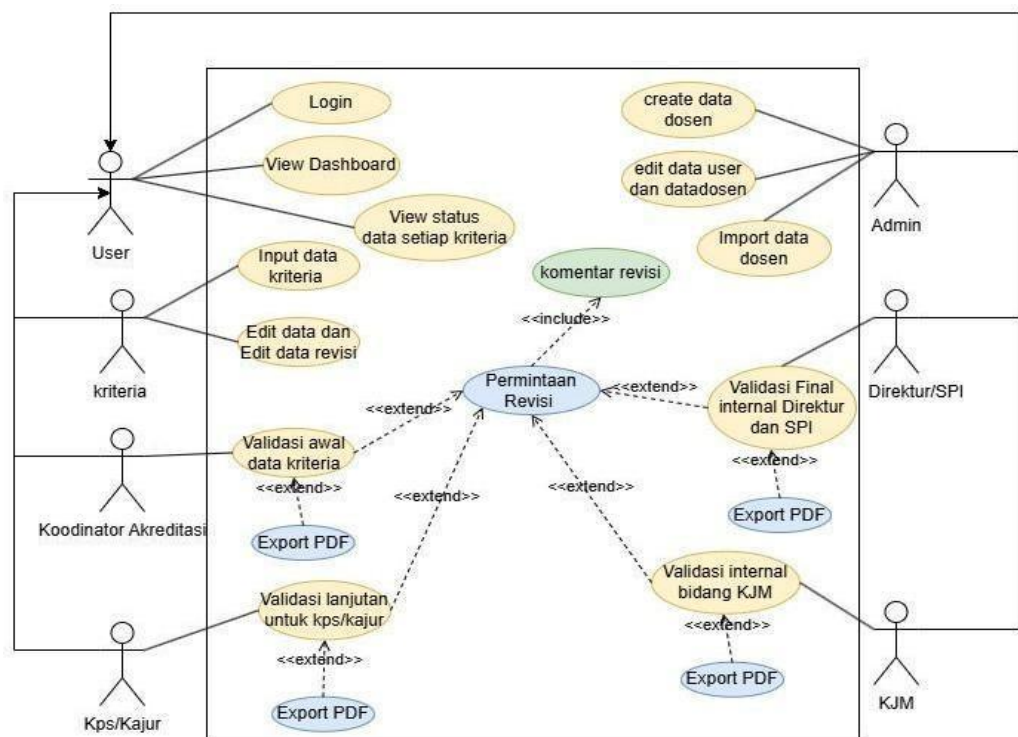 Login
create data
dosen
View Dashboard
edit data user
dan datadosen
Admin
View status
data setiap kriteria
Import data
dosen
User
Input data
kriteria
komentar revisi
<<include>>
Edit data dan
Edit data revisi
kriteria
Permintaan
Revisi
<<extend>>
Validasi Final
internal Direktur
dan SPI
Direktur/SPI
<<extend>>
Validasi awal
data kriteria
<<extend>>
<<extend>>
<<extend>>
<<extend>>
Koodinator Akreditasi
Export PDF
Export PDF
Validasi lanjutan
untuk kps/kajur
Validasi internal
bidang KJM
<<extend>>
<<extend>>
Export PDF
Export PDF
Kps/Kajur
KJM